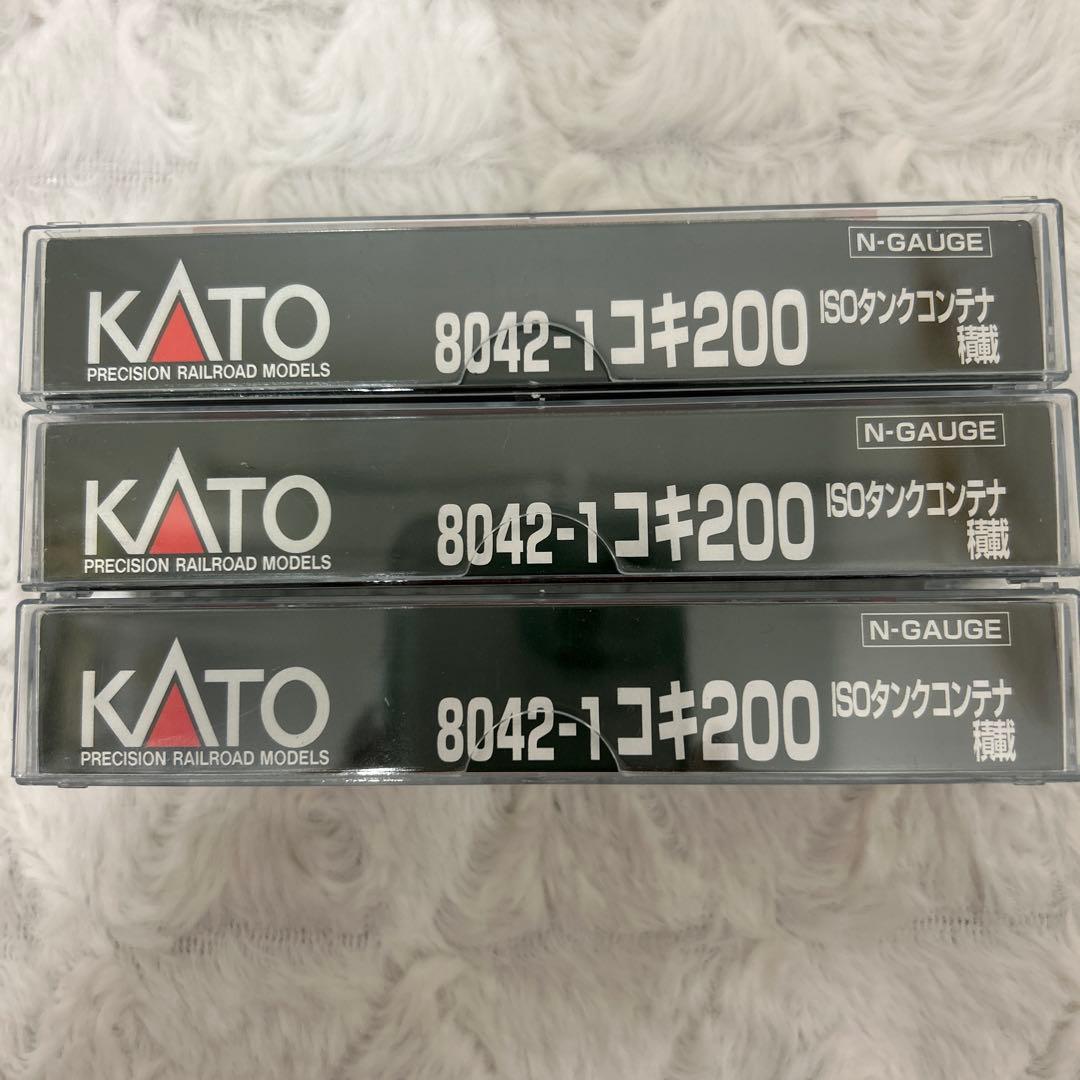 N-GAUGE
KATO
PRECISION RAILROAD MODELS
8042-1 コキ200 ISOタンクコンテナ
積載
N-GAUGE
KATO
PRECISION RAILROAD MODELS
8042-1 コキ200 ISOタンクコンテナ
積載
N-GAUGE
KATO
PRECISION RAILROAD MODELS
8042-1 コキ200 ISOタンクコンテナ
積載